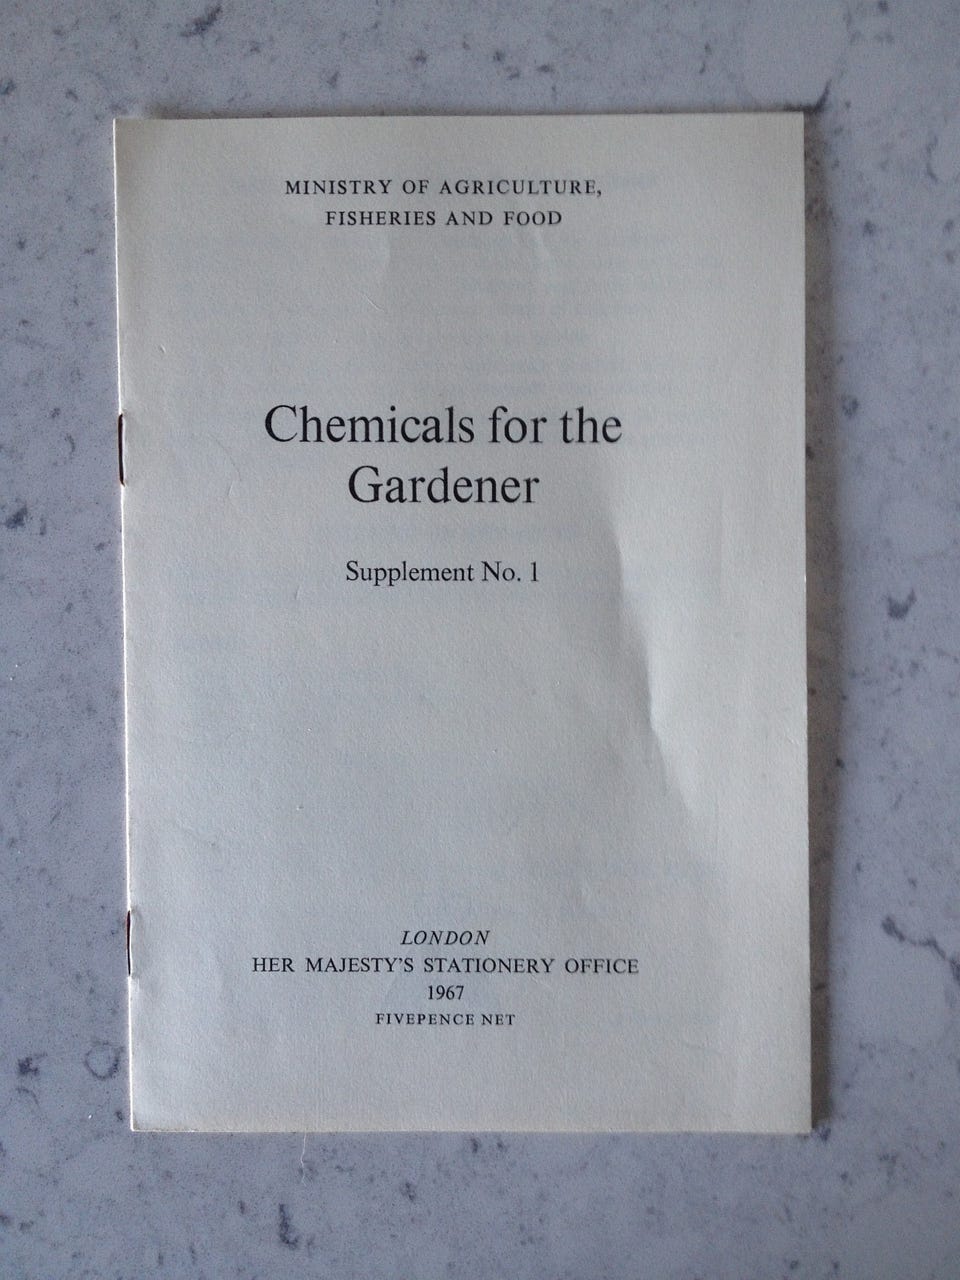 MINISTRY OF AGRICULTURE,
FISHERIES AND FOOD
Chemicals for the
Gardener
Supplement No. 1
LONDON
HER MAJESTY'S STATIONERY OFFICE
1967
FIVEPENCE NET